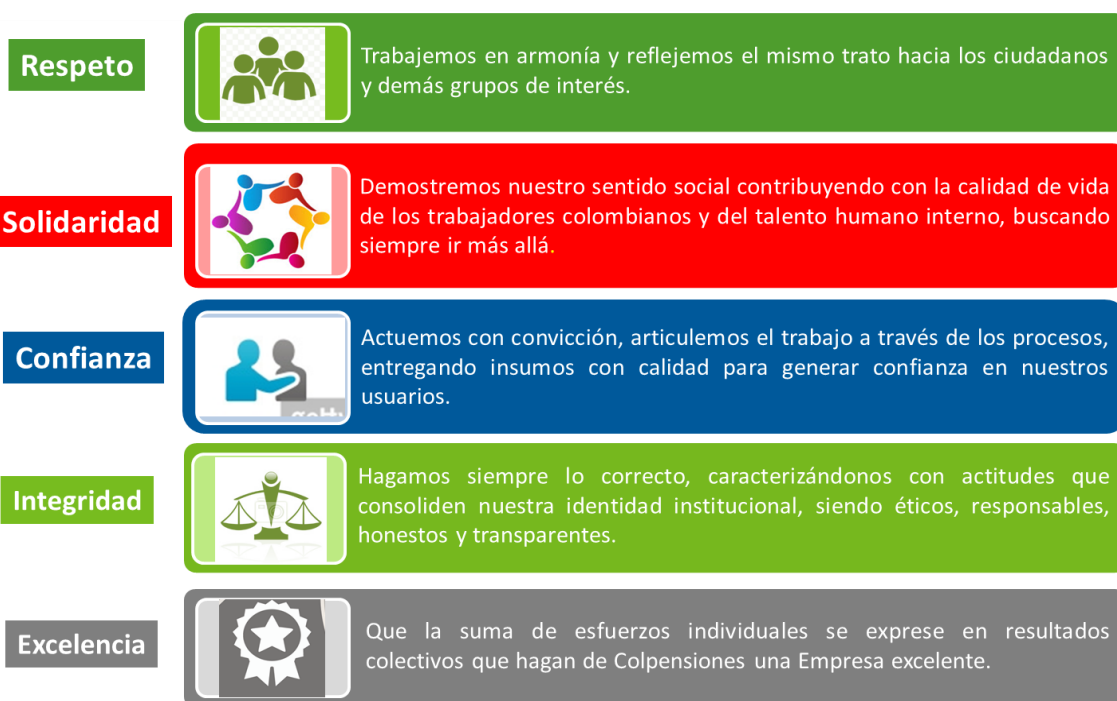 Respeto
Trabajemos en armonía y reflejemos el mismo trato hacia los ciudadanos
y demás grupos de interés.
Solidaridad
Demostremos nuestro sentido social contribuyendo con la calidad de vida
de los trabajadores colombianos y del talento humano interno, buscando
siempre ir más allá.
Confianza
Actuemos con convicción, articulemos el trabajo a través de los procesos,
entregando insumos con calidad para generar confianza en nuestros
usuarios.
Integridad
Hagamos siempre lo correcto, caracterizándonos con actitudes que
consoliden nuestra identidad institucional, siendo éticos, responsables,
honestos y transparentes.
Excelencia
Que la suma de esfuerzos individuales se exprese en resultados
colectivos que hagan de Colpensiones una Empresa excelente.